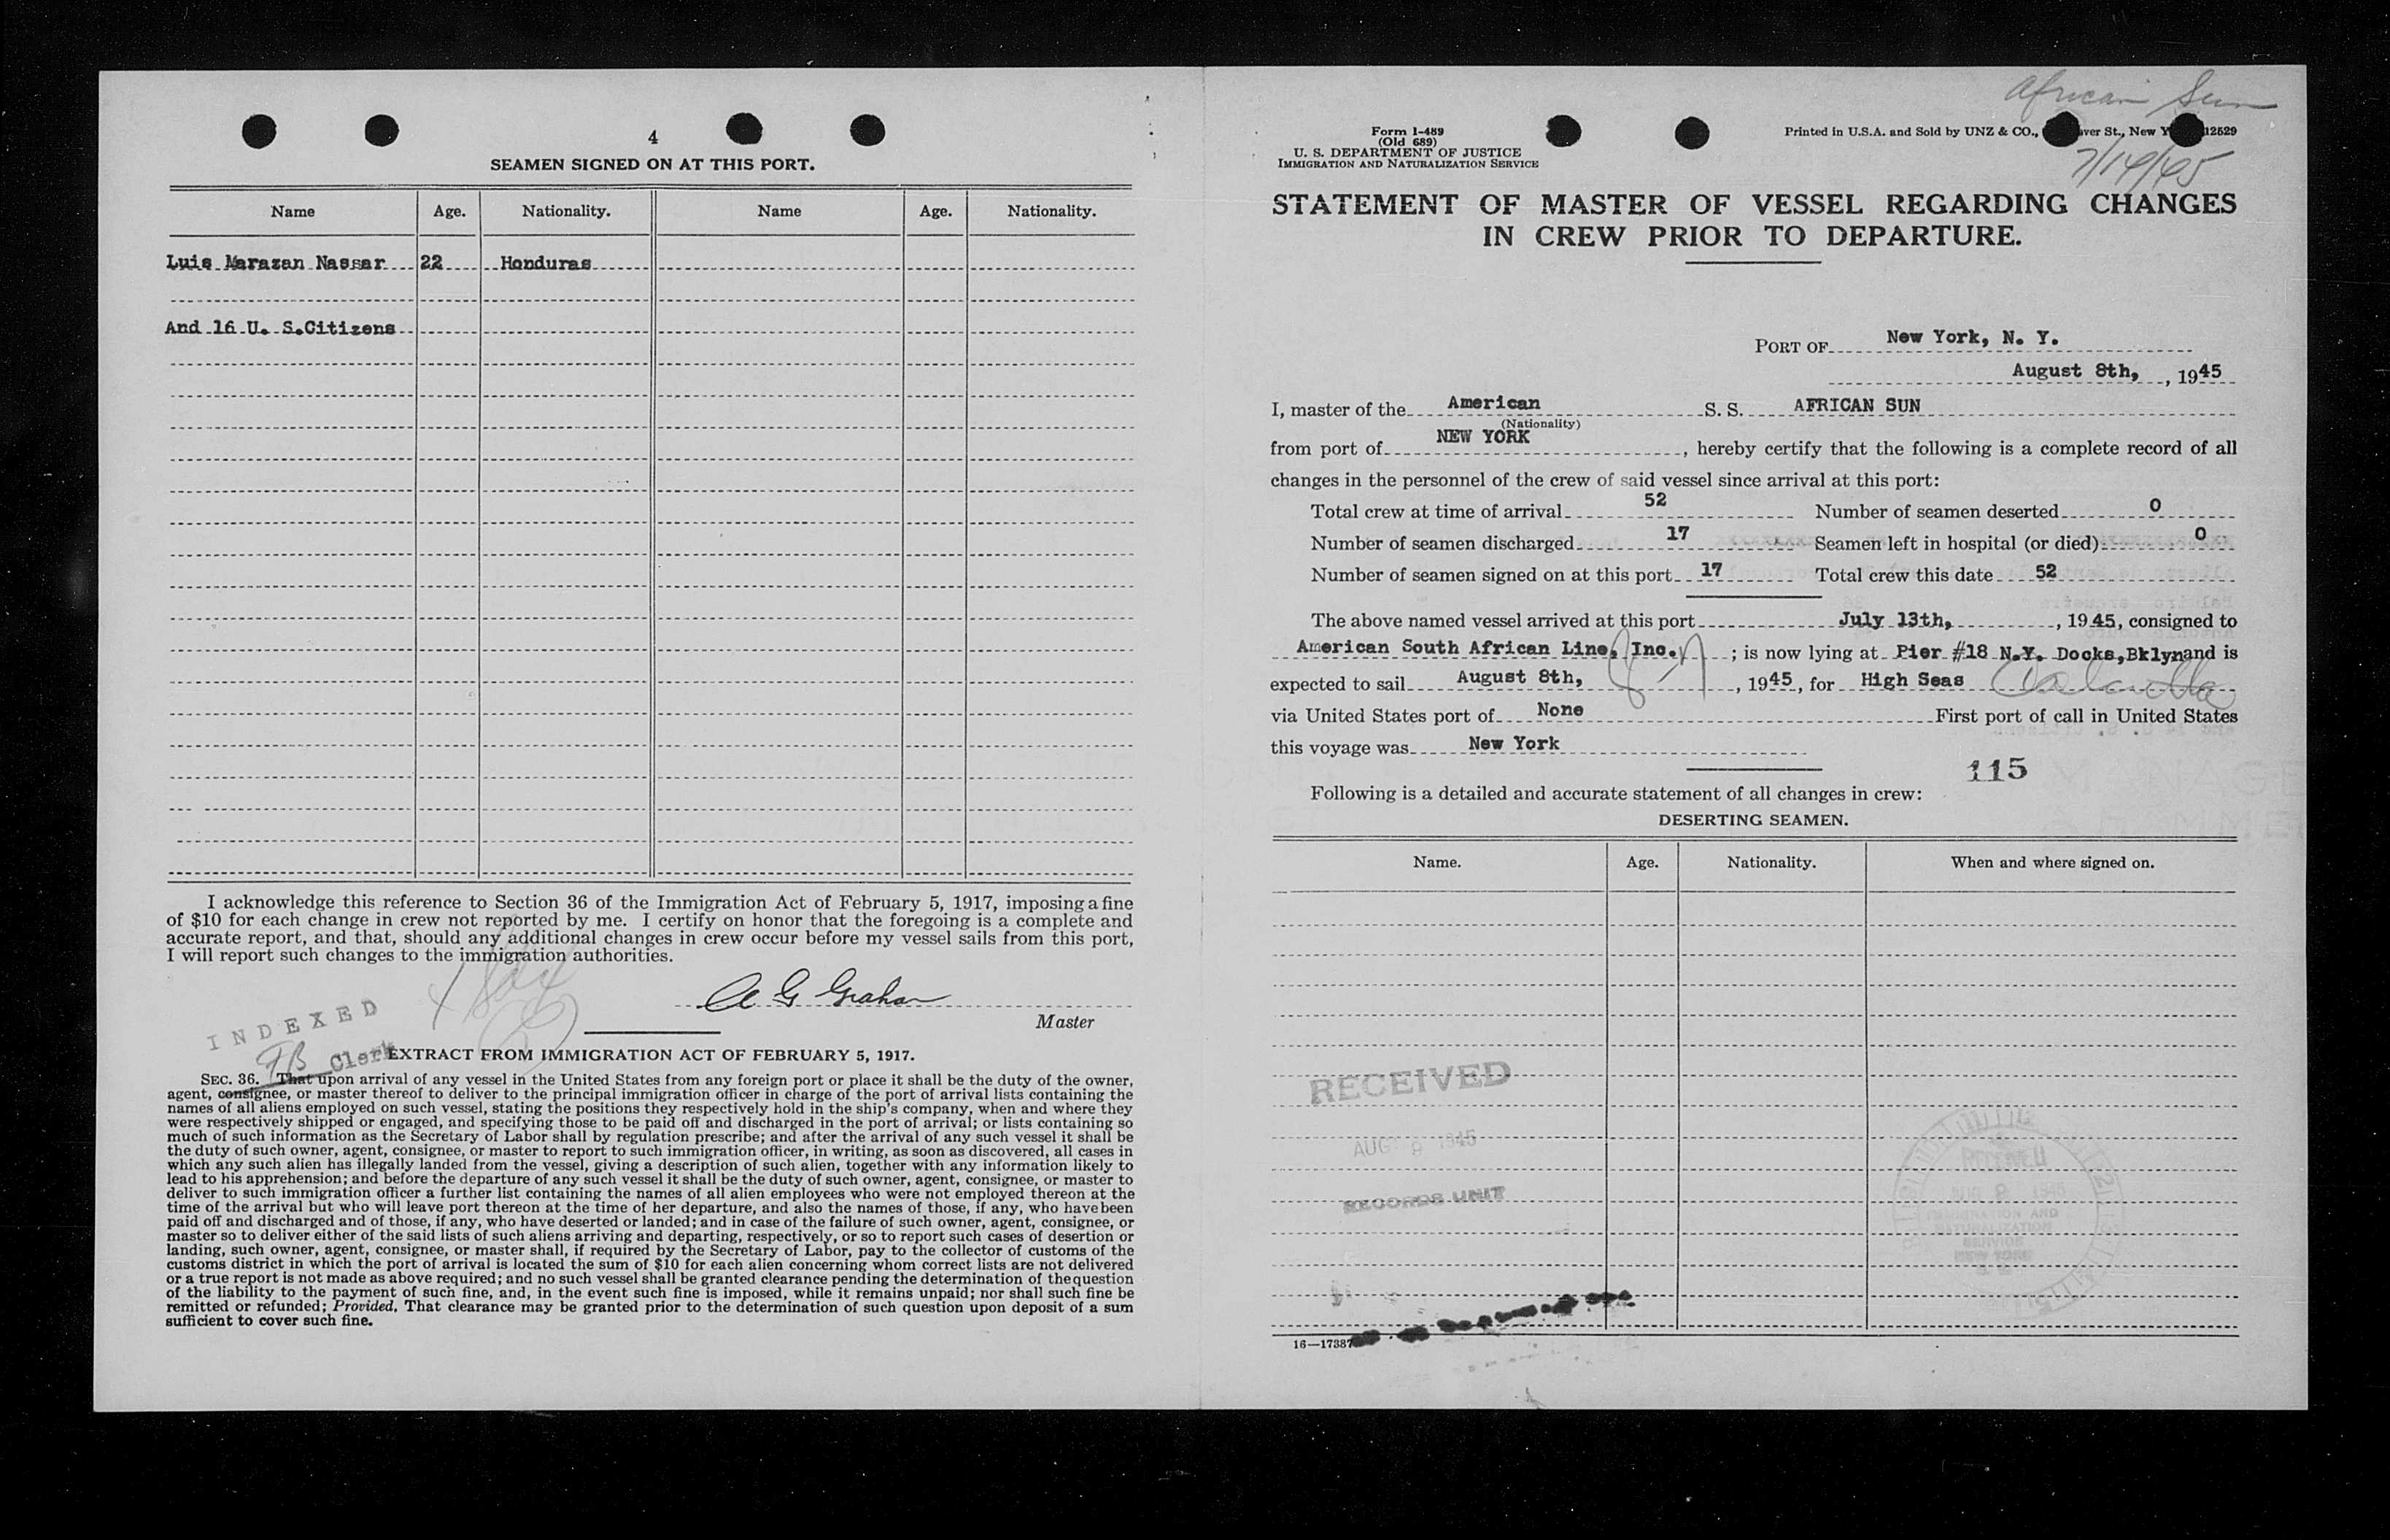 4
SEAMEN SIGNED ON AT THIS PORT.
Name Age. Nationality. Name Age. Nationality.
Luis Marazan Nassar 22 Honduras
And 16 U. S.Citizens
I acknowledge this reference to Section 36 of the Immigration Act of February 5, 1917, imposing a fine
of $10 for each change in crew not reported by me. I certify on honor that the foregoing is a complete and
accurate report, and that, should any additional changes in crew occur before my vessel sails from this port,
I will report such changes to the immigration authorities.
A G Graham
Master
INDEXED
FB Clerk
EXTRACT FROM IMMIGRATION ACT OF FEBRUARY 5, 1917.
SEC. 36. That upon arrival of any vessel in the United States from any foreign port or place it shall be the duty of the owner,
agent, consignee, or master thereof to deliver to the principal immigration officer in charge of the port of arrival lists containing the
names of all aliens employed on such vessel, stating the positions they respectively hold in the ship's company, when and where they
were respectively shipped or engaged, and specifying those to be paid off and discharged in the port of arrival; or lists containing so
much of such information as the Secretary of Labor shall by regulation prescribe; and after the arrival of any such vessel it shall be
the duty of such owner, agent, consignee, or master to report to such immigration officer, in writing, as soon as discovered, all cases in
which any such alien has illegally landed from the vessel, giving a description of such alien, together with any information likely to
lead to his apprehension; and before the departure of any such vessel it shall be the duty of such owner, agent, consignee, or master to
deliver to such immigration officer a further list containing the names of all alien employees who were not employed thereon at the
time of the arrival but who will leave port thereon at the time of her departure, and also the names of those, if any, who have been
paid off and discharged and of those, if any, who have deserted or landed; and in case of the failure of such owner, agent, consignee, or
master so to deliver either of the said lists of such aliens arriving and departing, respectively, or so to report such cases of desertion or
landing, such owner, agent, consignee, or master shall, if required by the Secretary of Labor, pay to the collector of customs of the
customs district in which the port of arrival is located the sum of $10 for each alien concerning whom correct lists are not delivered
or a true report is not made as above required; and no such vessel shall be granted clearance pending the determination of the question
of the liability to the payment of such fine, and, in the event such fine is imposed, while it remains unpaid; nor shall such fine be
remitted or refunded; Provided, That clearance may be granted prior to the determination of such question upon deposit of a sum
sufficient to cover such fine.
African Sun
7/14/45
Form I-489
(Old 689)
U. S. DEPARTMENT OF JUSTICE
IMMIGRATION AND NATURALIZATION SERVICE
Printed in U.S.A. and Sold by UNZ & CO., ver St., New Y 12529
STATEMENT OF MASTER OF VESSEL REGARDING CHANGES
IN CREW PRIOR TO DEPARTURE.
PORT OF New York, N. Y.
August 8th, , 1945
I, master of the American S. S. AFRICAN SUN
(Nationality)
from port of NEW YORK , hereby certify that the following is a complete record of all
changes in the personnel of the crew of said vessel since arrival at this port:
Total crew at time of arrival 52 Number of seamen deserted 0
Number of seamen discharged 17 Seamen left in hospital (or died) 0
Number of seamen signed on at this port 17 Total crew this date 52
The above named vessel arrived at this port July 13th, , 1945, consigned to
American South African Line, Inc. ; is now lying at Pier #18 N.Y. Docks,Bklyn and is
expected to sail August 8th, , 1945, for High Seas
via United States port of None First port of call in United States
this voyage was New York
115
Following is a detailed and accurate statement of all changes in crew:
DESERTING SEAMEN.
Name. Age. Nationality. When and where signed on.
RECEIVED
AUG 9 1945
RECORDS UNIT
RECEIVED
IMMIGRATION AND
NATURALIZATION
SERVICE
NEW YORK
16—17387